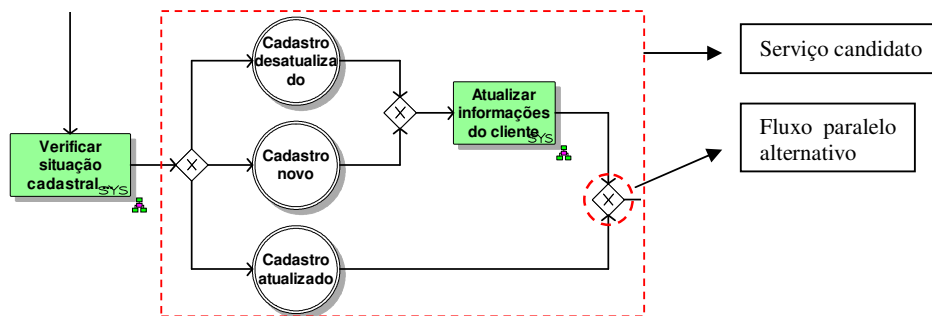 Cadastro
desatualiza
do
Serviço candidato
X
Atualizar
informações
do cliente
SYS
Fluxo paralelo
alternativo
Verificar
situação
cadastral
SYS
X
Cadastro
novo
X
Cadastro
atualizado